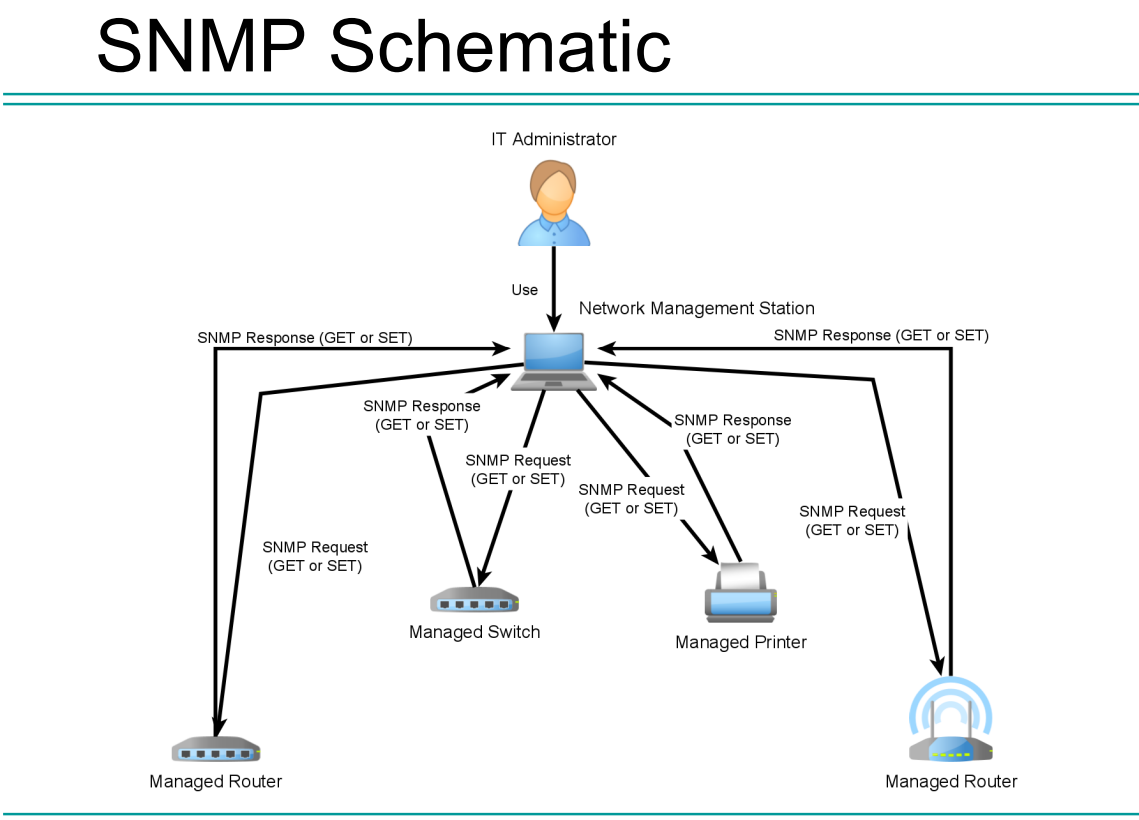 SNMP Schematic
IT Administrator
Use
Network Management Station
SNMP Response (GET or SET)
SNMP Response (GET or SET)
SNMP Response
(GET or SET)
SNMP Response
(GET or SET)
SNMP Request
(GET or SET)
SNMP Request
(GET or SET)
SNMP Request
(GET or SET)
SNMP Request
(GET or SET)
Managed Switch
Managed Printer
Managed Router
Managed Router